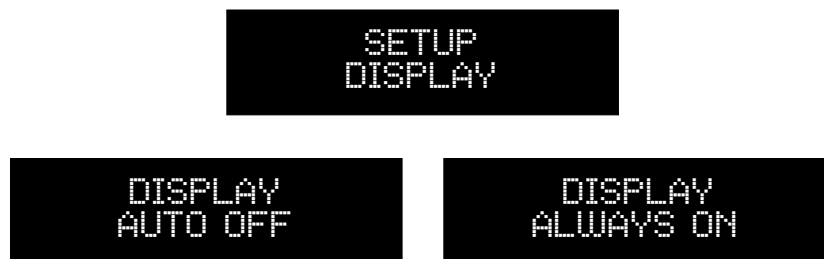 SETUP
DISPLAY
DISPLAY
AUTO OFF
DISPLAY
ALWAYS ON